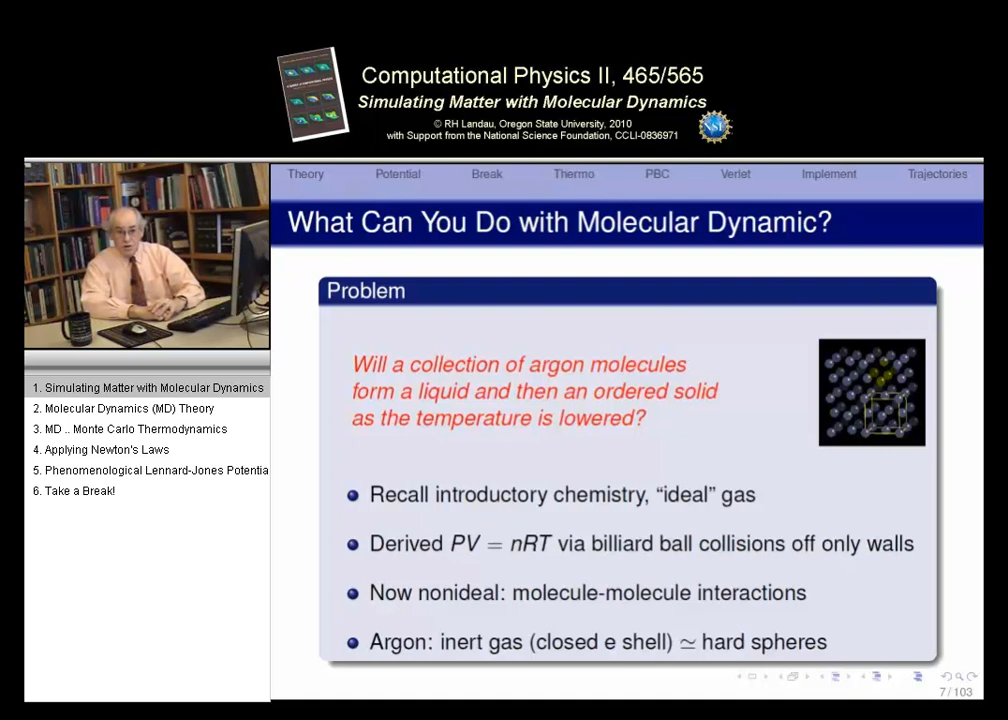 Computational Physics II, 465/565
Simulating Matter with Molecular Dynamics
© RH Landau, Oregon State University, 2010
with Support from the National Science Foundation, CCLI-0836971
NSF
Theory Potential Break Thermo PBC Verlet Implement Trajectories
What Can You Do with Molecular Dynamic?
Problem
Will a collection of argon molecules
form a liquid and then an ordered solid
as the temperature is lowered?
Recall introductory chemistry, “ideal” gas
Derived PV = nRT via billiard ball collisions off only walls
Now nonideal: molecule-molecule interactions
Argon: inert gas (closed e shell) ≃ hard spheres
7 / 103
1. Simulating Matter with Molecular Dynamics
2. Molecular Dynamics (MD) Theory
3. MD .. Monte Carlo Thermodynamics
4. Applying Newton's Laws
5. Phenomenological Lennard-Jones Potentia
6. Take a Break!